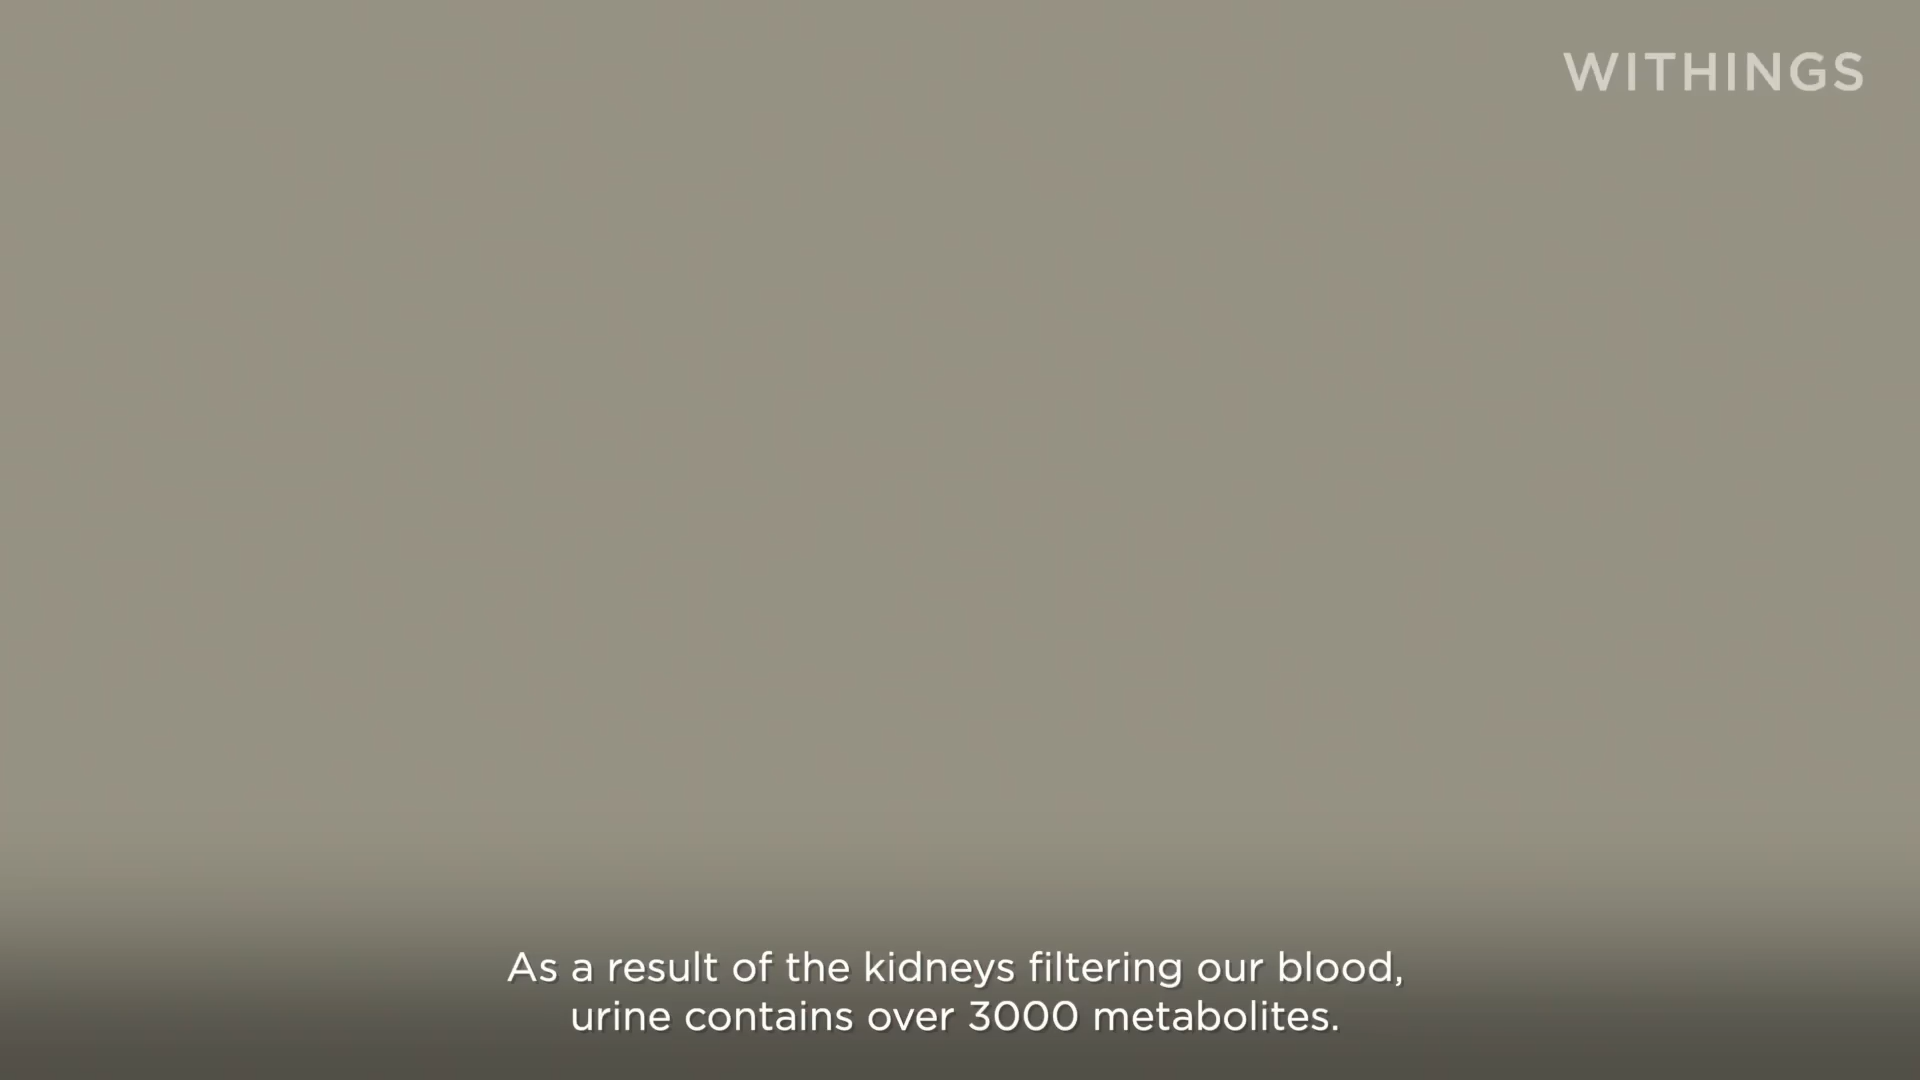 WITHINGS
As a result of the kidneys filtering our blood,
urine contains over 3000 metabolites.